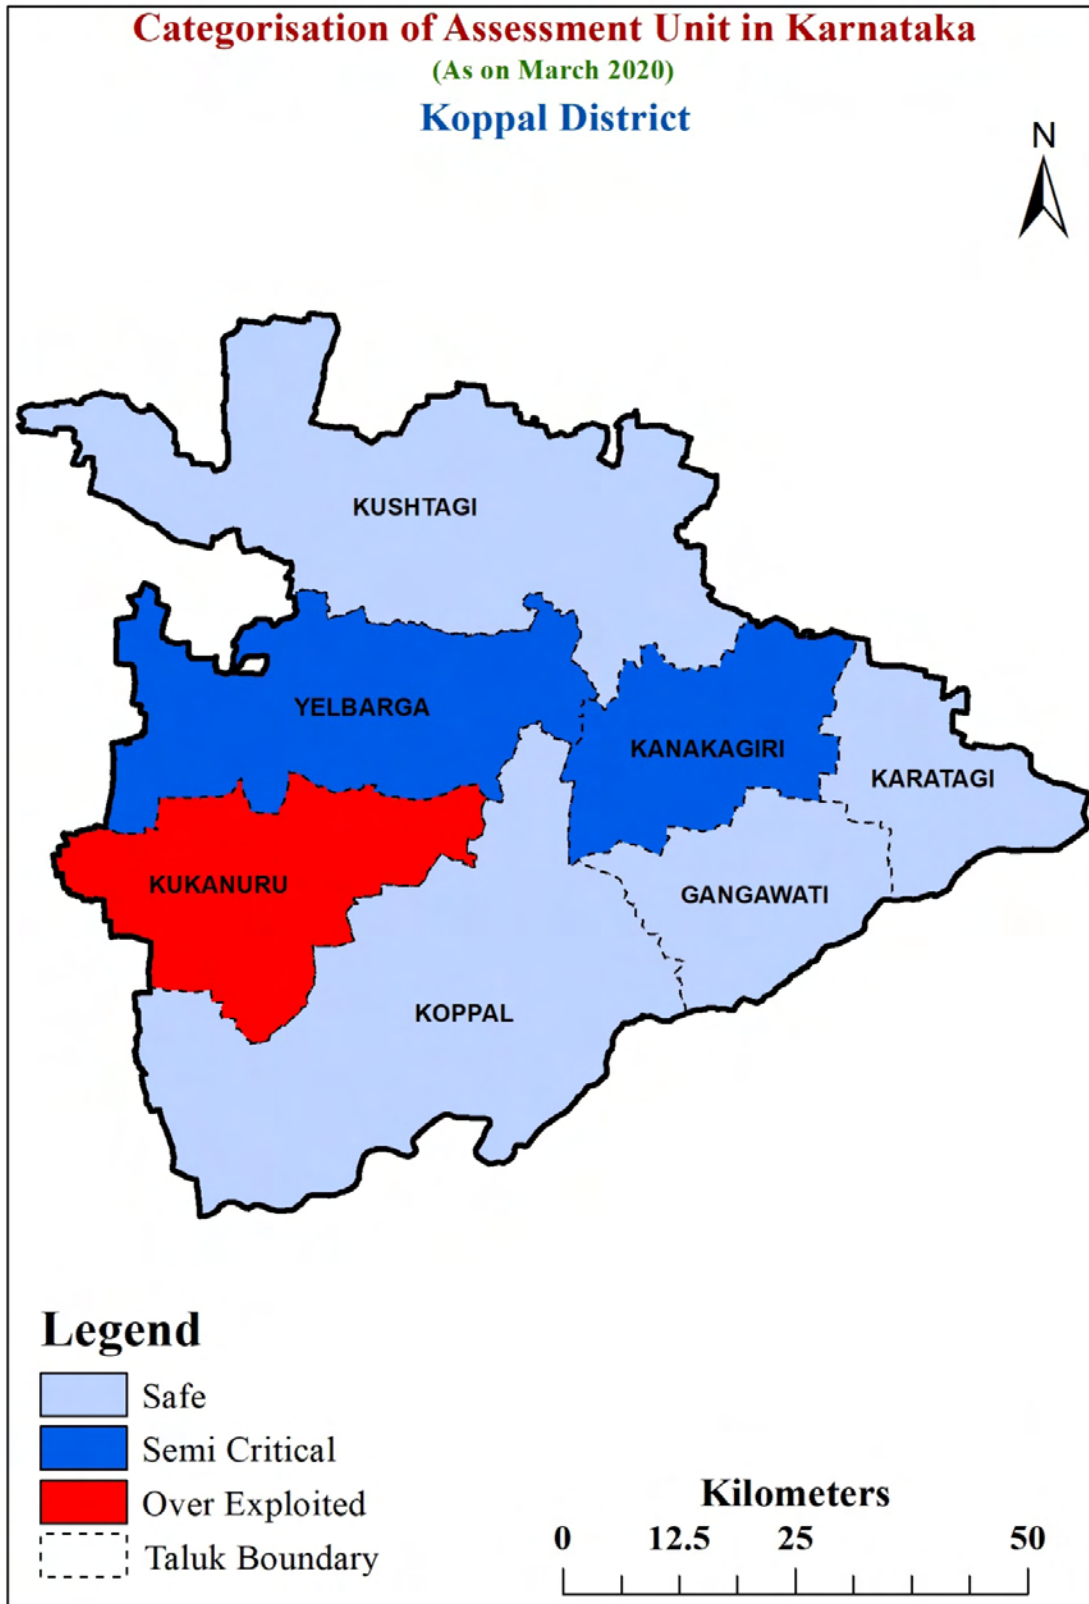 Categorisation of Assessment Unit in Karnataka
(As on March 2020)
Koppal District
N
KUSHTAGI
YELBARGA
KANAKAGIRI
KARATAGI
KUKANURU
GANGAWATI
KOPPAL
Legend
Safe
Semi Critical
Over Exploited
Taluk Boundary
Kilometers
0 12.5 25 50